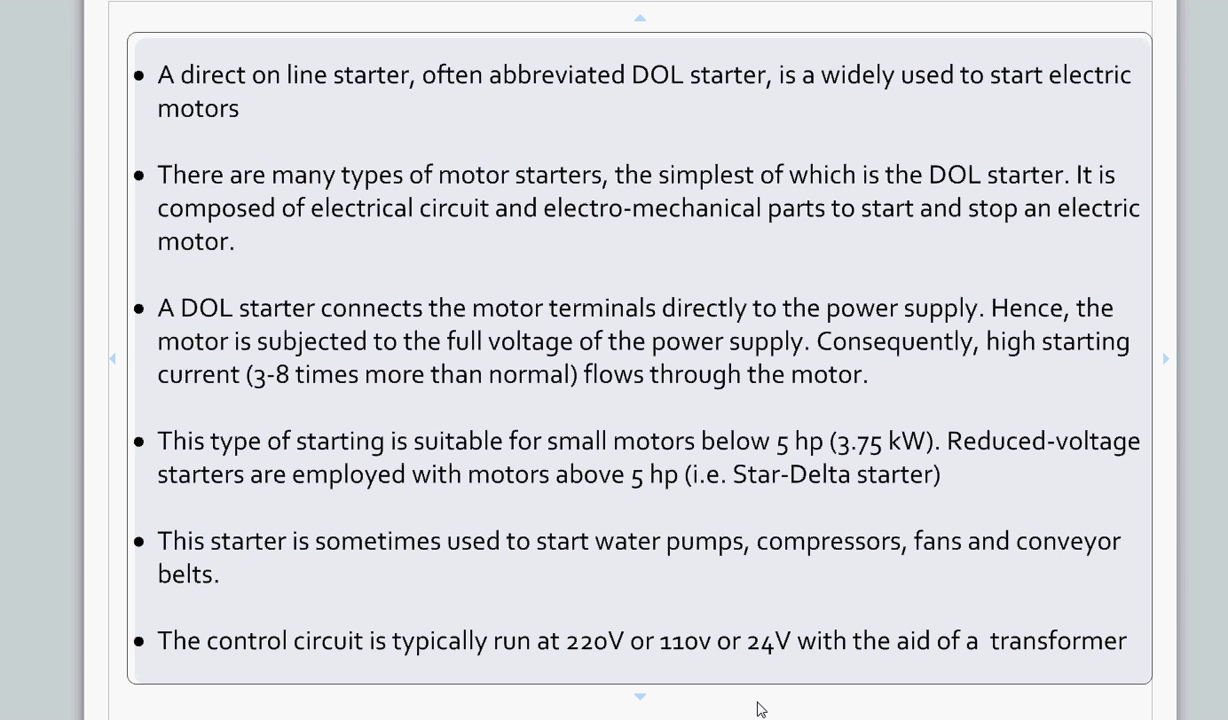 • A direct on line starter, often abbreviated DOL starter, is a widely used to start electric
motors
• There are many types of motor starters, the simplest of which is the DOL starter. It is
composed of electrical circuit and electro-mechanical parts to start and stop an electric
motor.
• A DOL starter connects the motor terminals directly to the power supply. Hence, the
motor is subjected to the full voltage of the power supply. Consequently, high starting
current (3-8 times more than normal) flows through the motor.
• This type of starting is suitable for small motors below 5 hp (3.75 kW). Reduced-voltage
starters are employed with motors above 5 hp (i.e. Star-Delta starter)
• This starter is sometimes used to start water pumps, compressors, fans and conveyor
belts.
• The control circuit is typically run at 220V or 110v or 24V with the aid of a  transformer